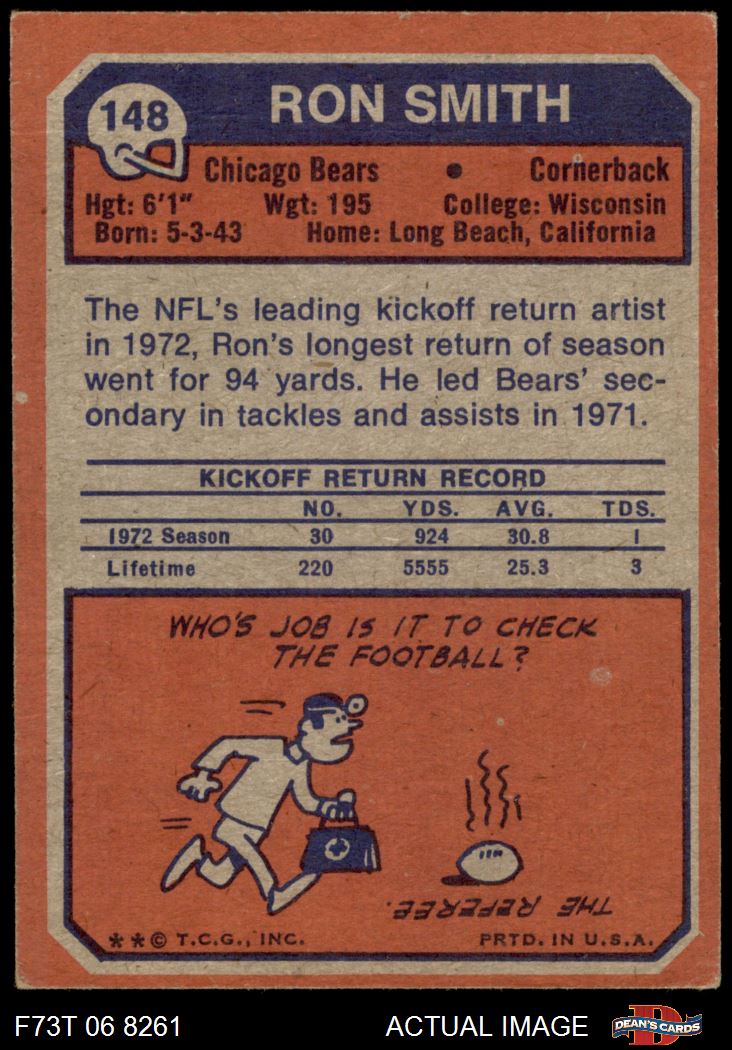 148
RON SMITH
Chicago Bears • Cornerback
Hgt: 6'1" Wgt: 195 College: Wisconsin
Born: 5-3-43 Home: Long Beach, California
The NFL's leading kickoff return artist
in 1972, Ron's longest return of season
went for 94 yards. He led Bears' sec-
ondary in tackles and assists in 1971.
KICKOFF RETURN RECORD
NO. YDS. AVG. TDS.
1972 Season 30 924 30.8 1
Lifetime 220 5555 25.3 3
WHO'S JOB IS IT TO CHECK
THE FOOTBALL?
THE REFEREE.
**© T.C.G., INC. PRTD. IN U.S.A.
F73T 06 8261 ACTUAL IMAGE DEAN'S CARDS